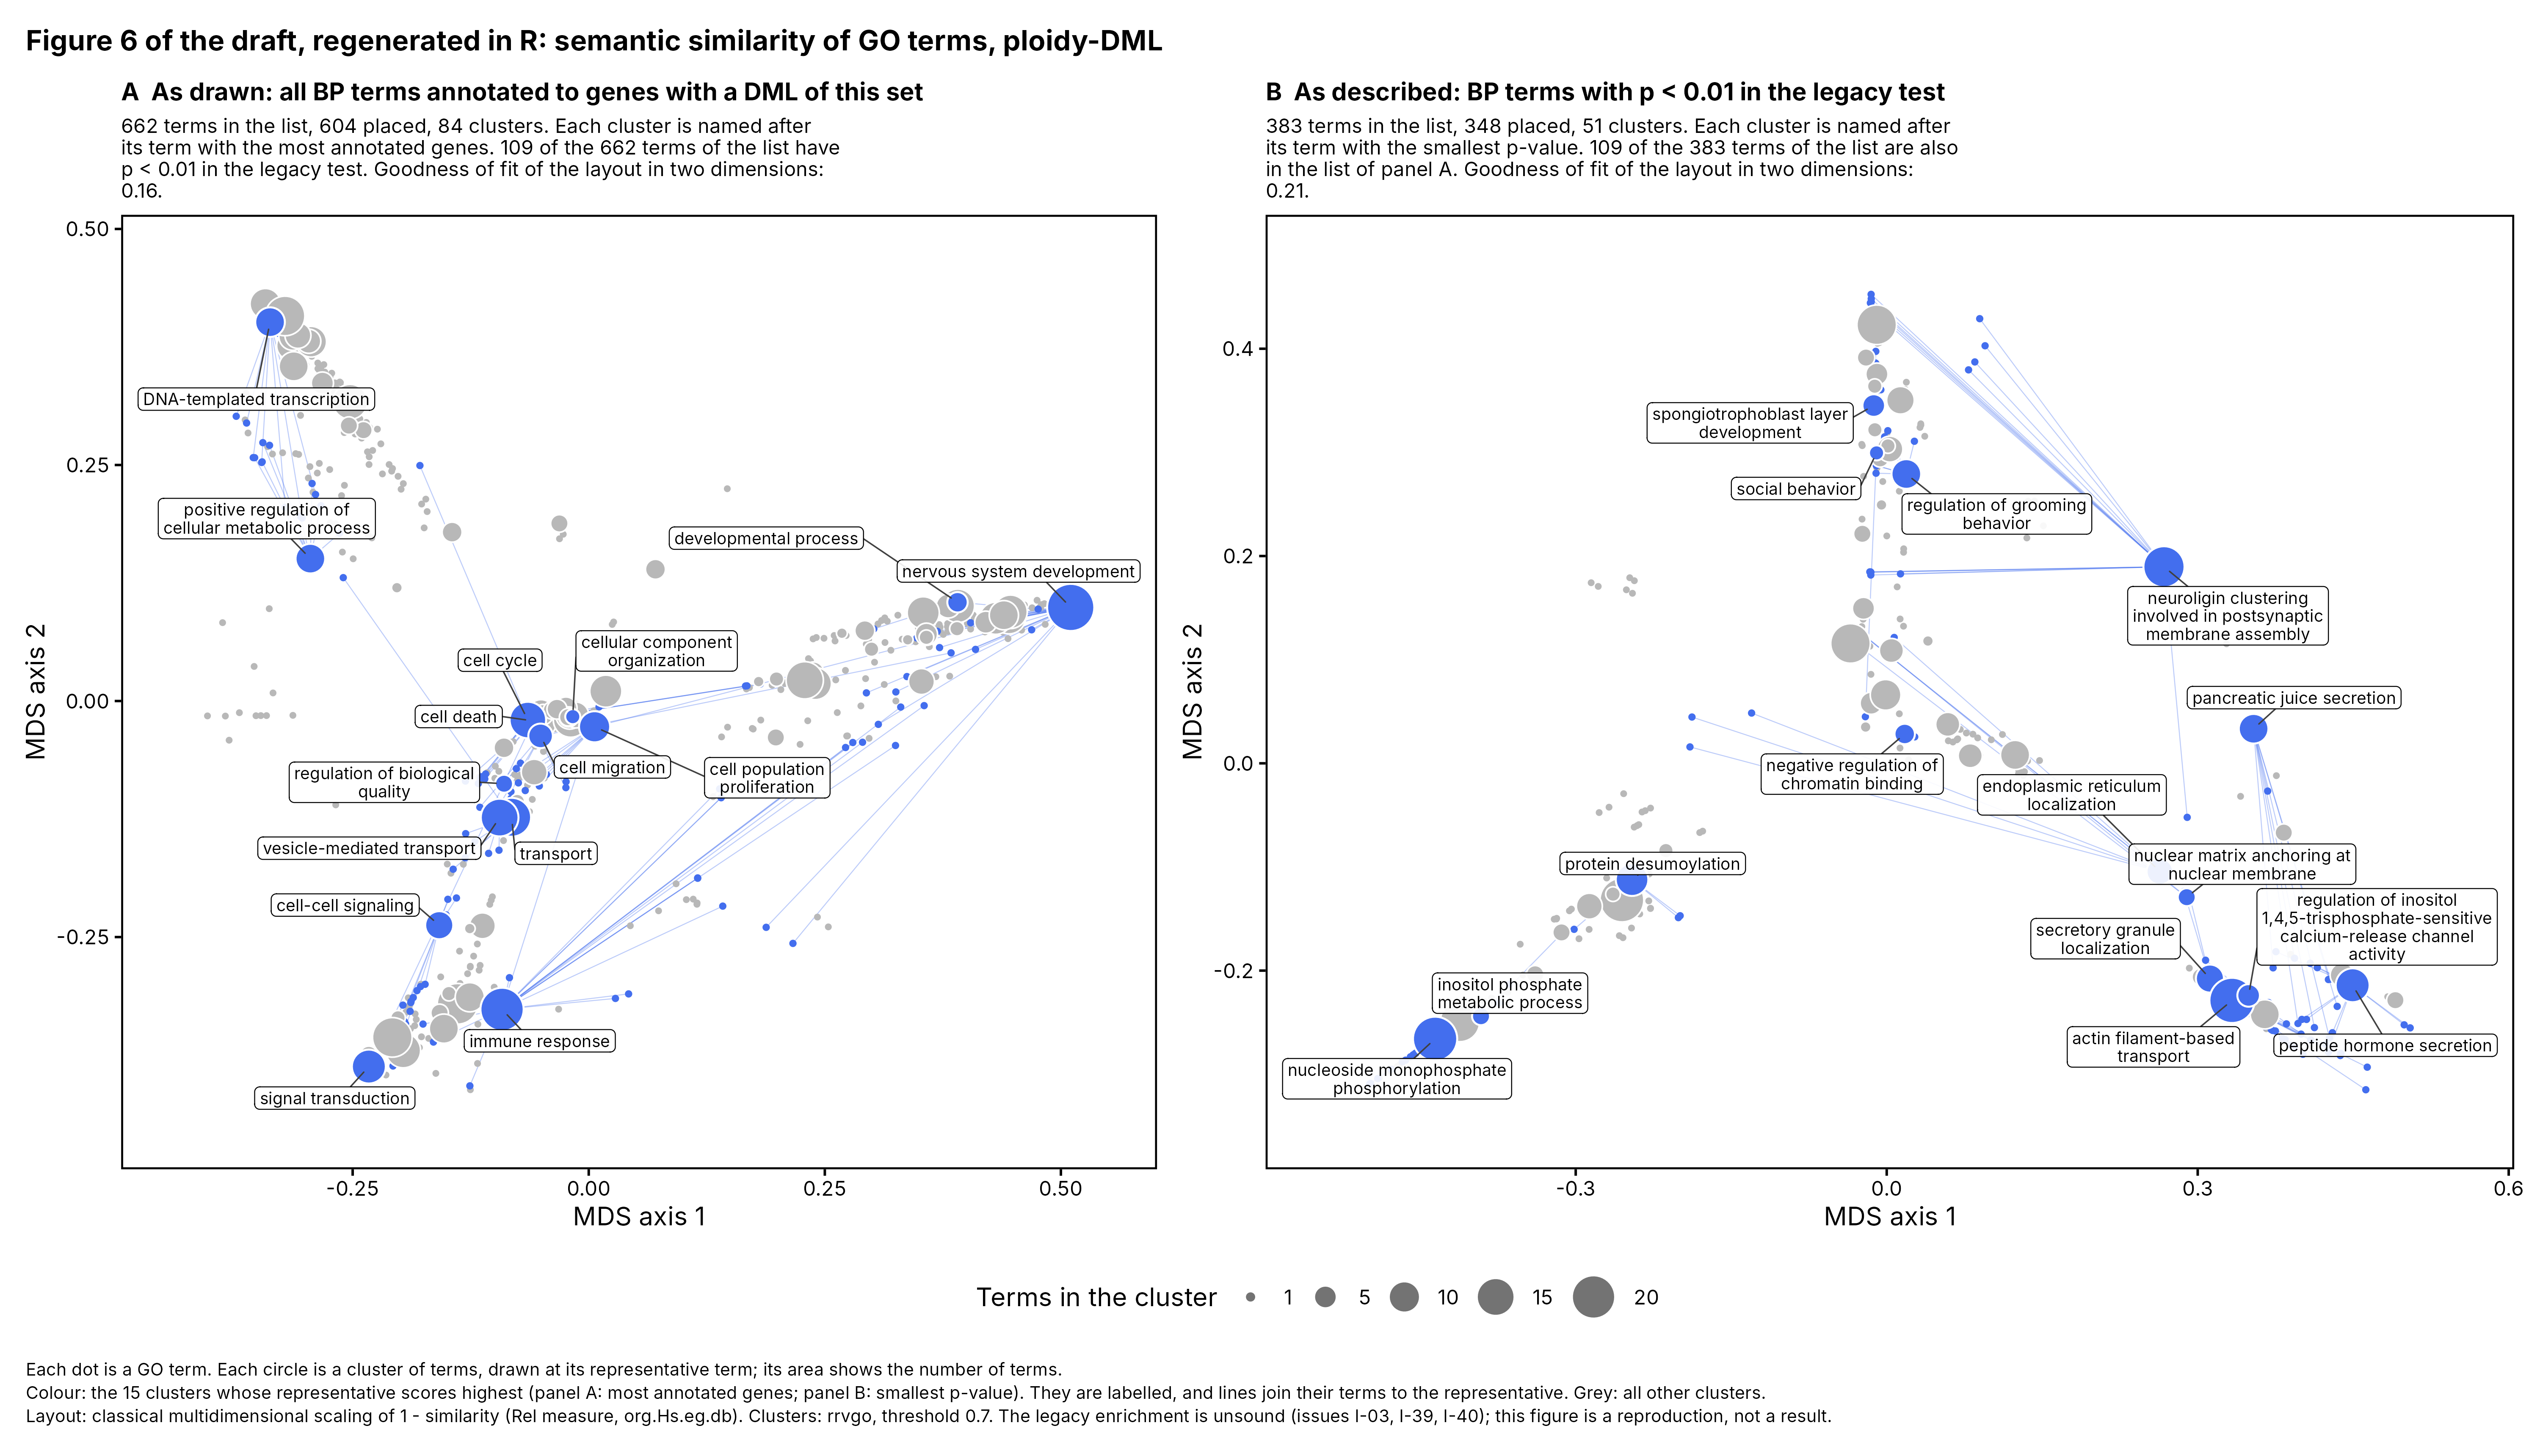 Figure 6 of the draft, regenerated in R: semantic similarity of GO terms, ploidy-DML
A As drawn: all BP terms annotated to genes with a DML of this set
662 terms in the list, 604 placed, 84 clusters. Each cluster is named after
its term with the most annotated genes. 109 of the 662 terms of the list have
p < 0.01 in the legacy test. Goodness of fit of the layout in two dimensions:
0.16.
0.50
0.25
0.00
-0.25
MDS axis 2
DNA-templated transcription
positive regulation of
cellular metabolic process
developmental process
nervous system development
cellular component
organization
cell cycle
cell death
cell migration
regulation of biological
quality
cell population
proliferation
vesicle-mediated transport
transport
cell-cell signaling
immune response
signal transduction
-0.25
0.00
0.25
0.50
MDS axis 1
B As described: BP terms with p < 0.01 in the legacy test
383 terms in the list, 348 placed, 51 clusters. Each cluster is named after
its term with the smallest p-value. 109 of the 383 terms of the list are also
in the list of panel A. Goodness of fit of the layout in two dimensions:
0.21.
0.4
0.2
0.0
-0.2
MDS axis 2
spongiotrophoblast layer
development
social behavior
regulation of grooming
behavior
neuroligin clustering
involved in postsynaptic
membrane assembly
pancreatic juice secretion
negative regulation of
chromatin binding
endoplasmic reticulum
localization
nuclear matrix anchoring at
nuclear membrane
protein desumoylation
regulation of inositol
1,4,5-trisphosphate-sensitive
calcium-release channel
activity
secretory granule
localization
inositol phosphate
metabolic process
actin filament-based
transport
peptide hormone secretion
nucleoside monophosphate
phosphorylation
-0.3
0.0
0.3
0.6
MDS axis 1
Terms in the cluster 1 5 10 15 20
Each dot is a GO term. Each circle is a cluster of terms, drawn at its representative term; its area shows the number of terms.
Colour: the 15 clusters whose representative scores highest (panel A: most annotated genes; panel B: smallest p-value). They are labelled, and lines join their terms to the representative. Grey: all other clusters.
Layout: classical multidimensional scaling of 1 - similarity (Rel measure, org.Hs.eg.db). Clusters: rrvgo, threshold 0.7. The legacy enrichment is unsound (issues I-03, I-39, I-40); this figure is a reproduction, not a result.